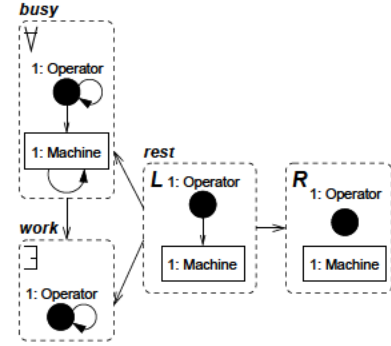 busy
∀
1: Operator
1: Machine
rest
L
1: Operator
1: Machine
R
1: Operator
1: Machine
work
∃
1: Operator